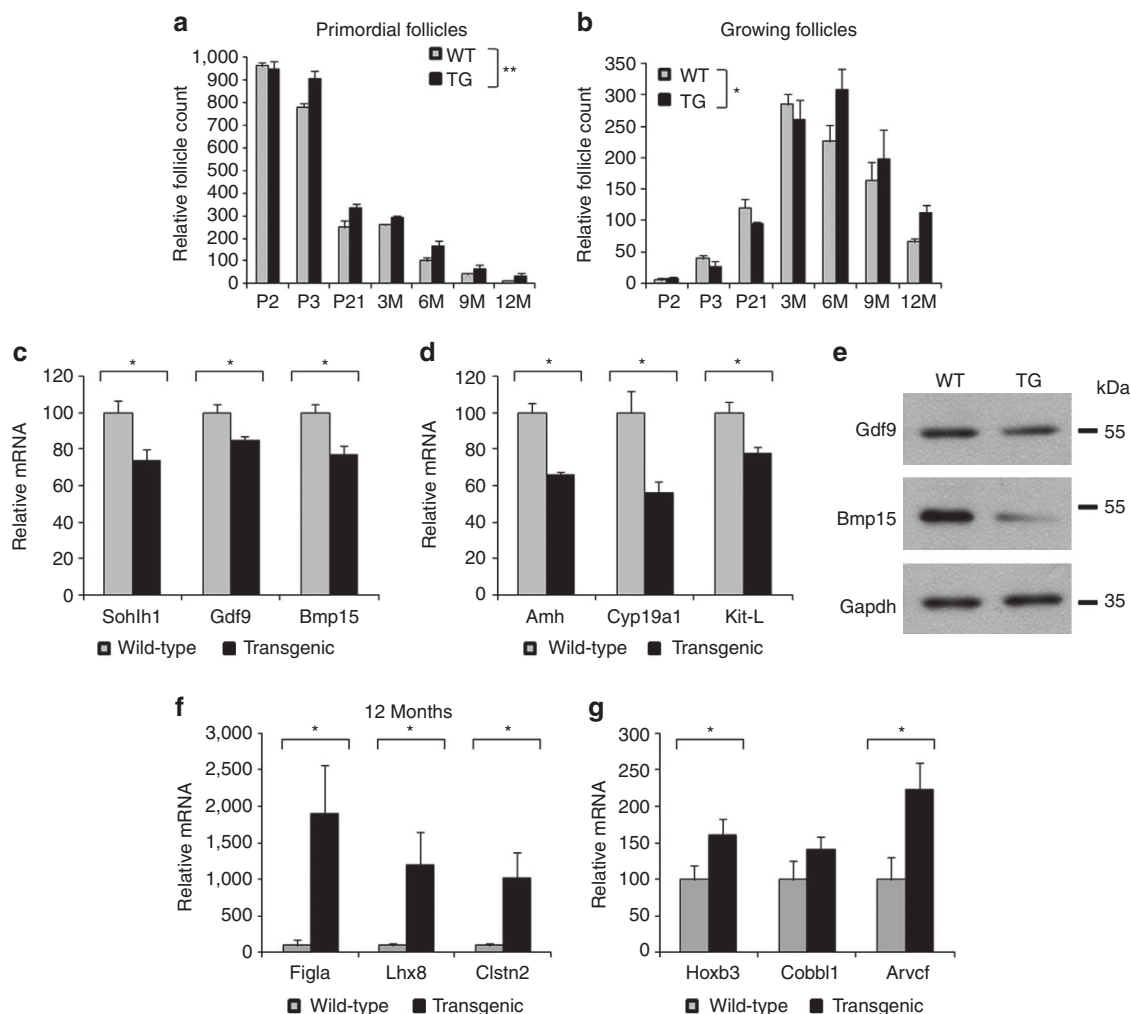 a
Primordial follicles
WT
TG
**
Relative follicle count
1,000
900
800
700
600
500
400
300
200
100
0
P2 P3 P21 3M 6M 9M 12M
b
Growing follicles
WT
TG
*
Relative follicle count
350
300
250
200
150
100
50
0
P2 P3 P21 3M 6M 9M 12M
c
* * *
Relative mRNA
120
100
80
60
40
20
0
Sohlh1 Gdf9 Bmp15
Wild-type Transgenic
d
* * *
Relative mRNA
120
100
80
60
40
20
0
Amh Cyp19a1 Kit-L
Wild-type Transgenic
e
WT TG kDa
Gdf9 55
Bmp15 55
Gapdh 35
f
12 Months
* * *
Relative mRNA
3,000
2,500
2,000
1,500
1,000
500
0
Figla Lhx8 Clstn2
Wild-type Transgenic
g
* *
Relative mRNA
300
250
200
150
100
50
0
Hoxb3 Cobbl1 Arvcf
Wild-type Transgenic